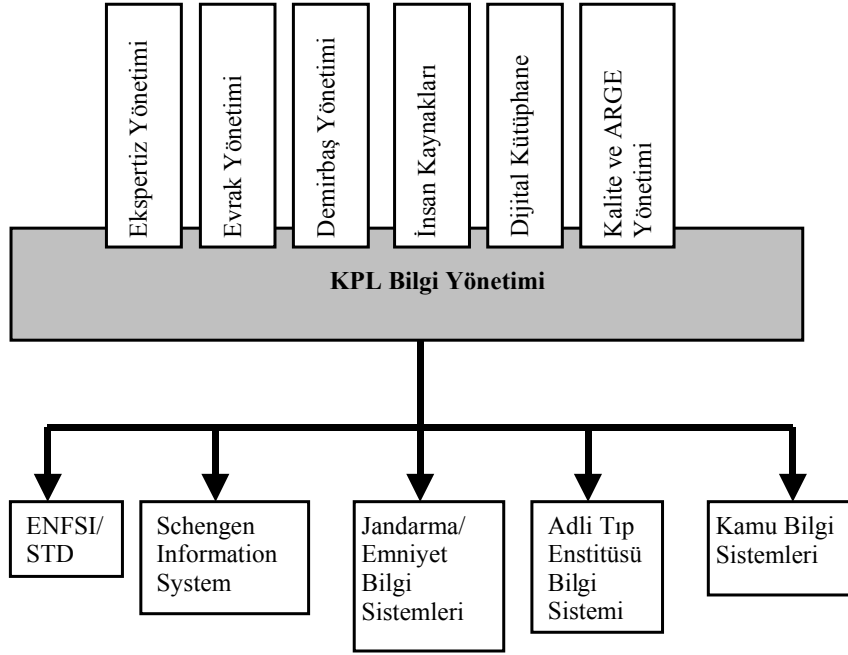 Ekspertiz Yönetimi
Evrak Yönetimi
Demirbaş Yönetimi
İnsan Kaynakları
Dijital Kütüphane
Kalite ve ARGE
Yönetimi
KPL Bilgi Yönetimi
ENFSI/
STD
Schengen
Information
System
Jandarma/
Emniyet
Bilgi
Sistemleri
Adli Tıp
Enstitüsü
Bilgi
Sistemi
Kamu Bilgi
Sistemleri